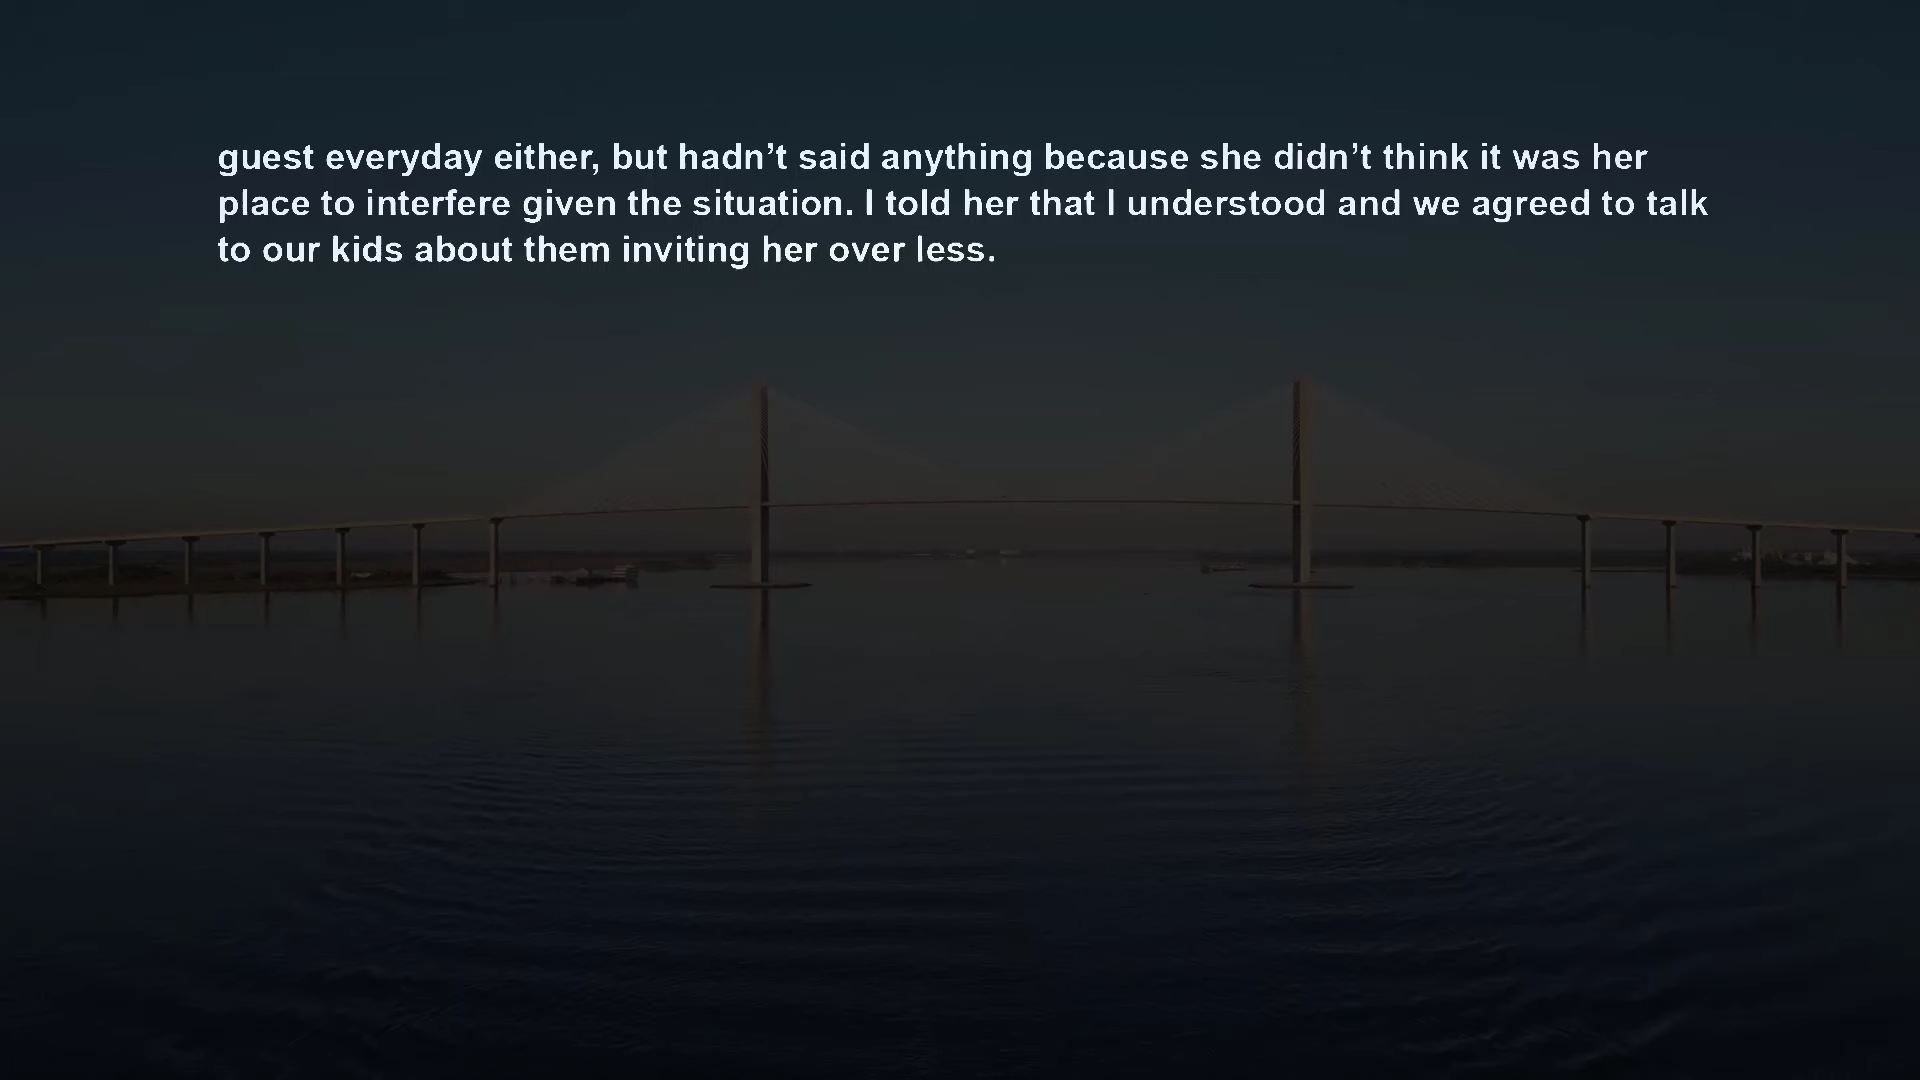 guest everyday either, but hadn’t said anything because she didn’t think it was her
place to interfere given the situation. I told her that I understood and we agreed to talk
to our kids about them inviting her over less.